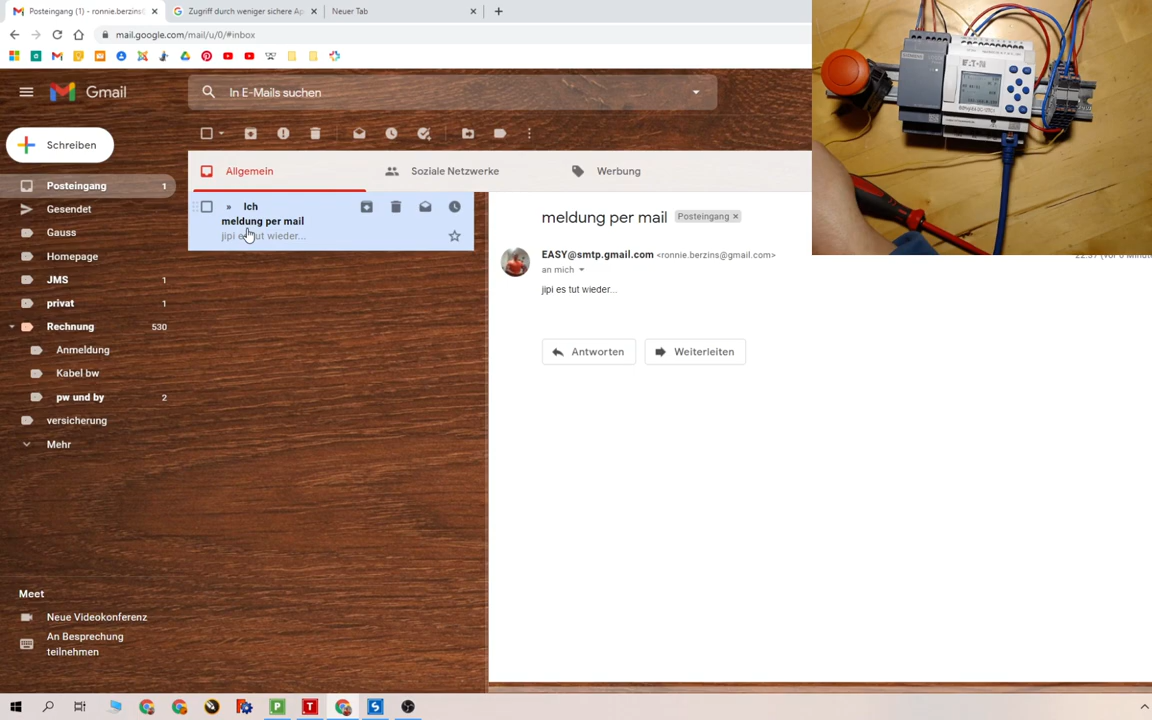 Posteingang (1) - ronnie.berzins@
Zugriff durch weniger sichere Ap
Neuer Tab
mail.google.com/mail/u/0/#inbox
Gmail
In E-Mails suchen
Schreiben
Allgemein
Soziale Netzwerke
Werbung
Posteingang 1
Gesendet
Gauss
Homepage
JMS 1
privat 1
Rechnung 530
Anmeldung
Kabel bw
pw und by 2
versicherung
Mehr
» Ich
meldung per mail
jipi es tut wieder...
meldung per mail Posteingang ×
EASY@smtp.gmail.com <ronnie.berzins@gmail.com>
an mich
jipi es tut wieder...
Antworten
Weiterleiten
Meet
Neue Videokonferenz
An Besprechung
teilnehmen
EATON